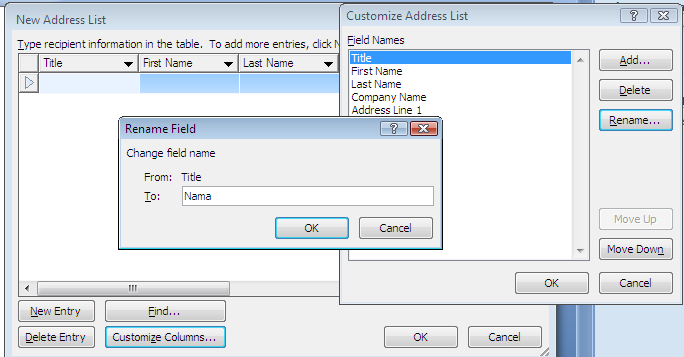 New Address List
Type recipient information in the table. To add more entries, click N
Title First Name Last Name
New Entry Find...
Delete Entry Customize Columns... OK Cancel
Customize Address List
Field Names
Title
First Name
Last Name
Company Name
Address Line 1
Add...
Delete
Rename...
Move Up
Move Down
OK Cancel
Rename Field
Change field name
From: Title
To: Nama
OK Cancel